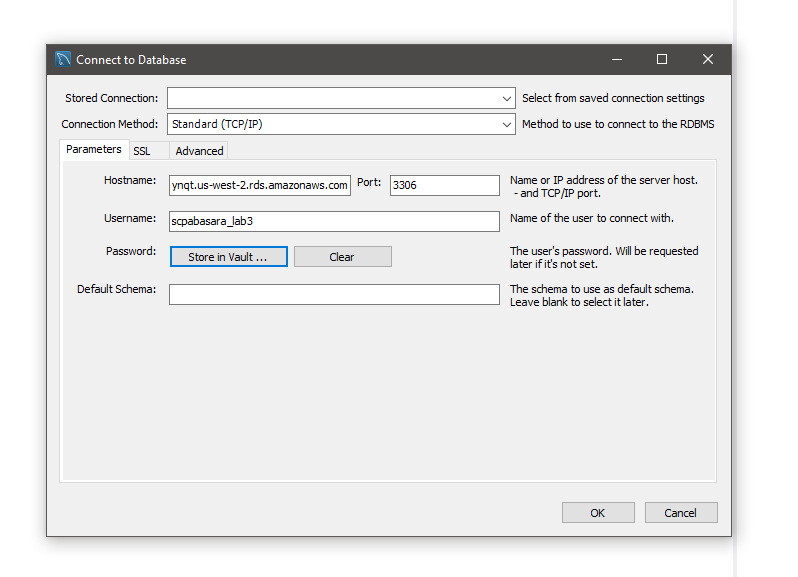 Connect to Database
Stored Connection: Select from saved connection settings
Connection Method: Standard (TCP/IP) Method to use to connect to the RDBMS
Parameters SSL Advanced
Hostname: ynqt.us-west-2.rds.amazonaws.com Port: 3306 Name or IP address of the server host.
- and TCP/IP port.
Username: scpabasara_lab3 Name of the user to connect with.
Password: Store in Vault ... Clear The user's password. Will be requested
later if it's not set.
Default Schema: The schema to use as default schema.
Leave blank to select it later.
OK Cancel